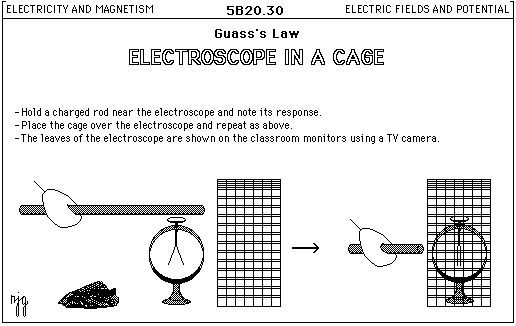 ELECTRICITY AND MAGNETISM
5B20.30
ELECTRIC FIELDS AND POTENTIAL
Guass's Law
ELECTROSCOPE IN A CAGE
-Hold a charged rod near the electroscope and note its response.
-Place the cage over the electroscope and repeat as above.
-The leaves of the electroscope are shown on the classroom monitors using a TV camera.
njg